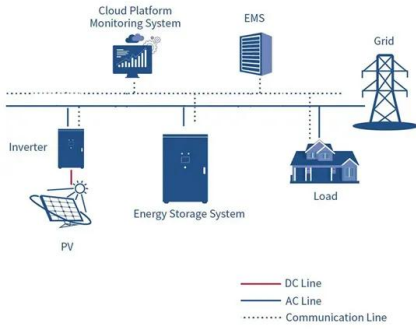 Cloud Platform
Monitoring System
EMS
Grid
Inverter
Energy Storage System
Load
PV
DC Line
AC Line
Communication Line